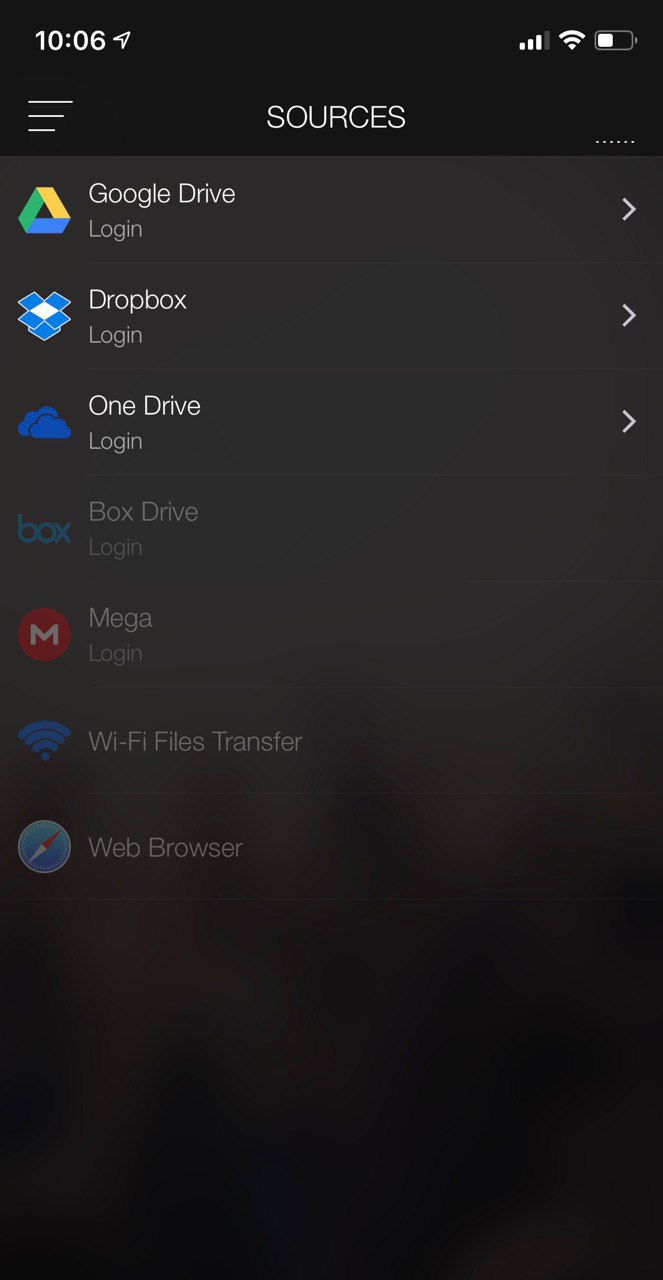 10:06
SOURCES
Google Drive
Login
Dropbox
Login
One Drive
Login
box
Box Drive
Login
M
Mega
Login
Wi-Fi Files Transfer
Web Browser